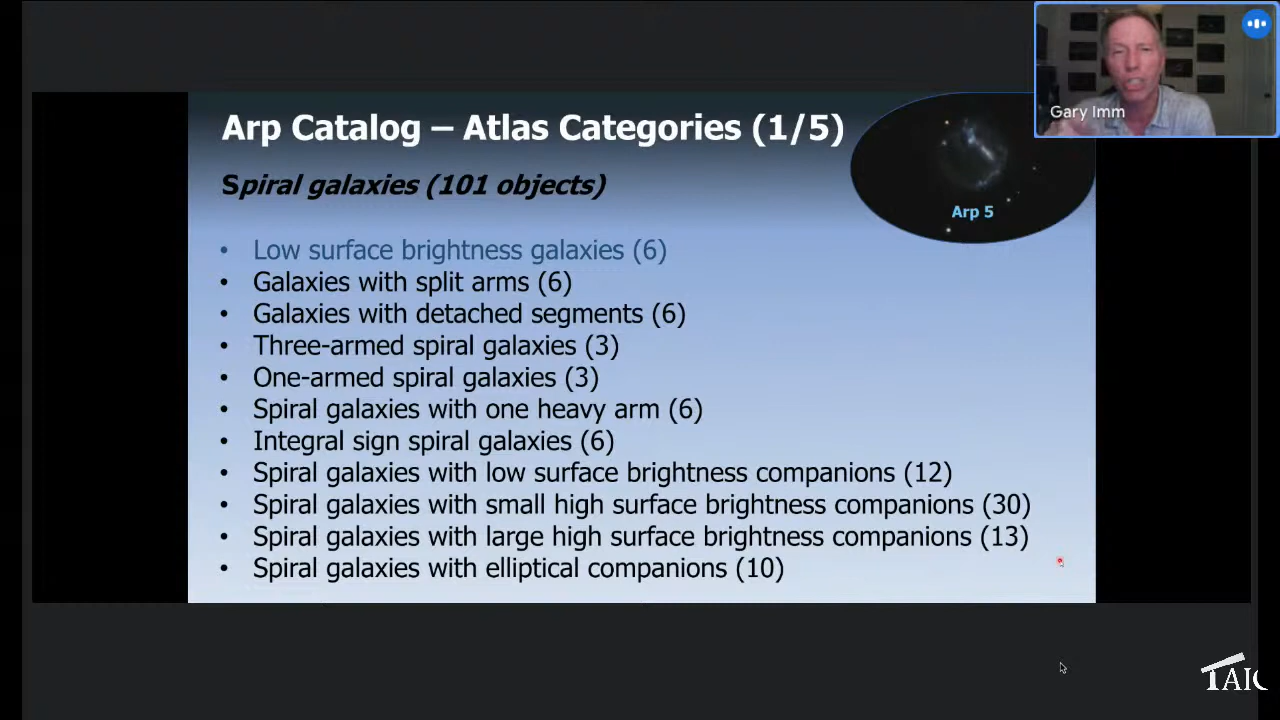 Gary Imm
Arp Catalog – Atlas Categories (1/5)
Spiral galaxies (101 objects)
Arp 5
• Low surface brightness galaxies (6)
• Galaxies with split arms (6)
• Galaxies with detached segments (6)
• Three-armed spiral galaxies (3)
• One-armed spiral galaxies (3)
• Spiral galaxies with one heavy arm (6)
• Integral sign spiral galaxies (6)
• Spiral galaxies with low surface brightness companions (12)
• Spiral galaxies with small high surface brightness companions (30)
• Spiral galaxies with large high surface brightness companions (13)
• Spiral galaxies with elliptical companions (10)
TAIC